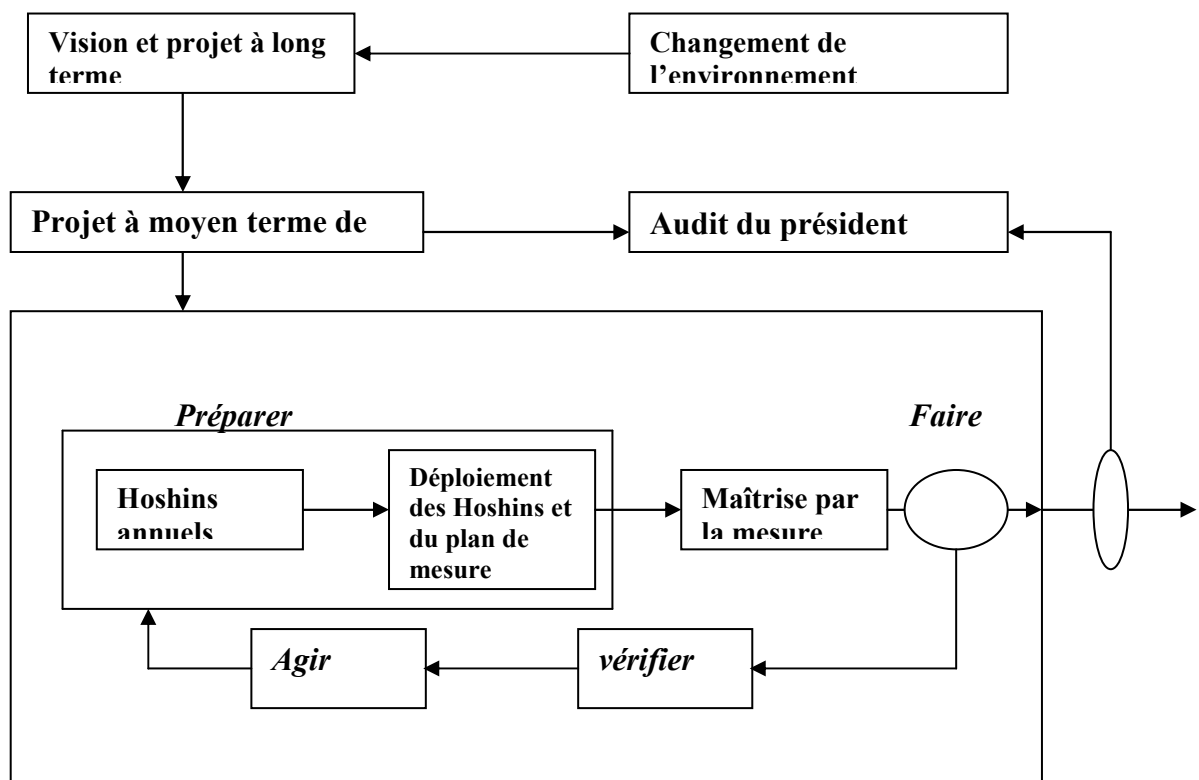 Vision et projet à long
terme
Changement de
l’environnement
Projet à moyen terme de
Audit du président
Préparer
Faire
Hoshins
annuels
Déploiement
des Hoshins et
du plan de
mesure
Maîtrise par
la mesure
Agir
vérifier